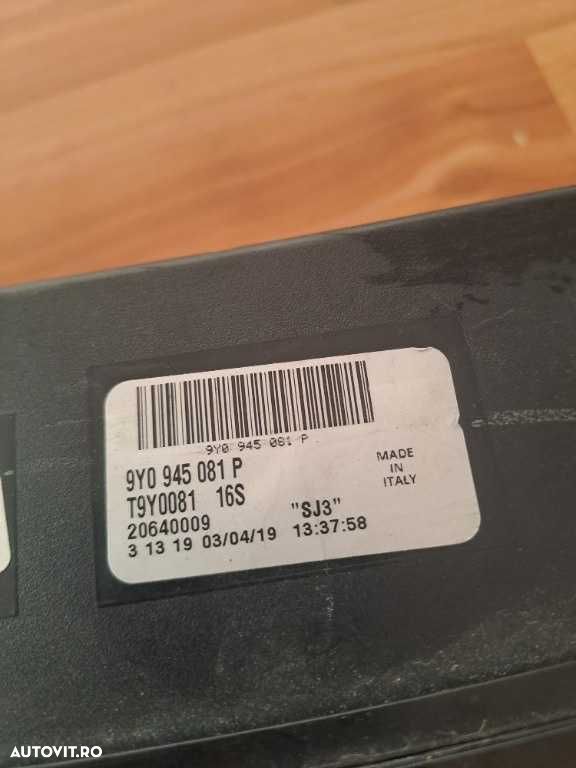 9Y0 945 081 P
9Y0 945 081 P
T9Y0081 16S
20640009 "SJ3"
3 13 19 03/04/19 13:37:58
MADE
IN
ITALY
AUTOVIT.RO